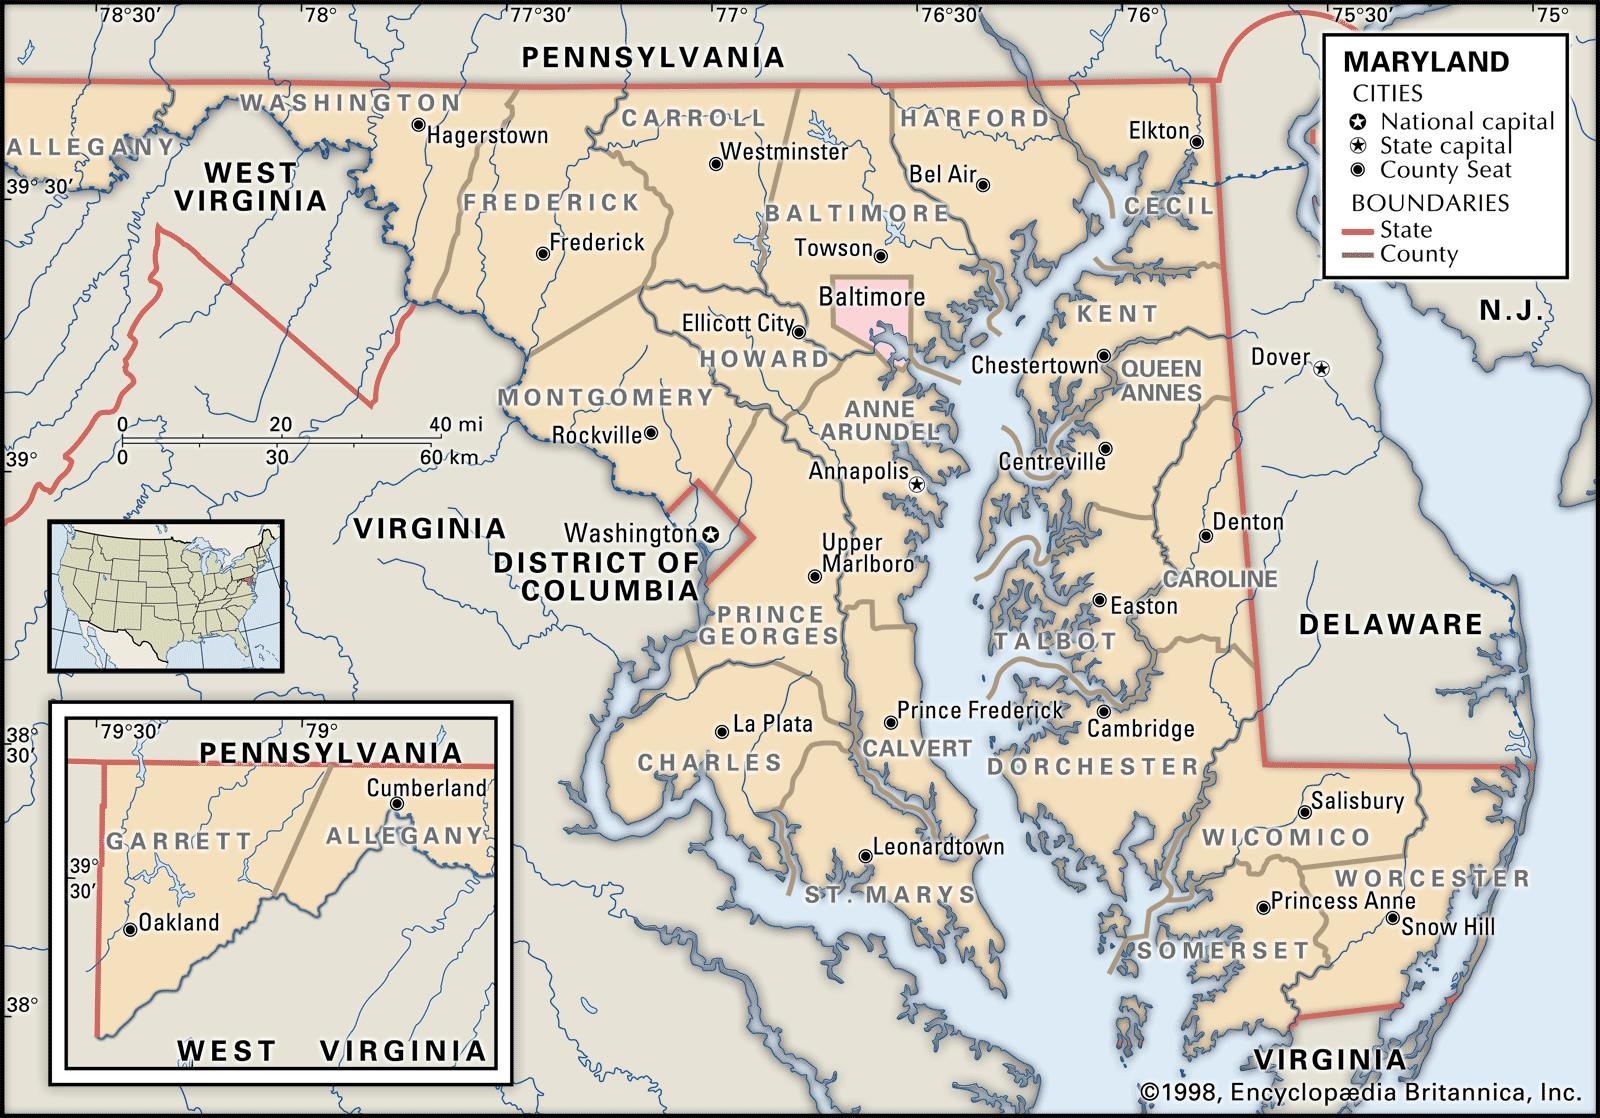 78°30'
78°
77°30'
77°
76°30'
76°
75°30'
75°
PENNSYLVANIA
MARYLAND
CITIES
National capital
State capital
County Seat
BOUNDARIES
State
County
WASHINGTON
Hagerstown
ALLEGANY
39° 30'
WEST
VIRGINIA
CARROLL
Westminster
HARFORD
Bel Air
Elkton
CECIL
FREDERICK
Frederick
BALTIMORE
Towson
Baltimore
Ellicott City
HOWARD
KENT
Chestertown
QUEEN
ANNES
N.J.
Dover
MONTGOMERY
Rockville
ANNE
ARUNDEL
Annapolis
Centreville
0 20 40 mi
0 30 60 km
39°
VIRGINIA
Washington
DISTRICT OF
COLUMBIA
Upper
Marlboro
Denton
CAROLINE
Easton
TALBOT
DELAWARE
PRINCE
GEORGES
La Plata
CHARLES
Prince Frederick
CALVERT
Cambridge
DORCHESTER
38°
30'
Salisbury
WICOMICO
Leonardtown
ST. MARYS
WORCESTER
Princess Anne
Snow Hill
SOMERSET
38°
79°30'
79°
PENNSYLVANIA
Cumberland
GARRETT
ALLEGANY
39°
30'
Oakland
WEST VIRGINIA
VIRGINIA
©1998, Encyclopædia Britannica, Inc.